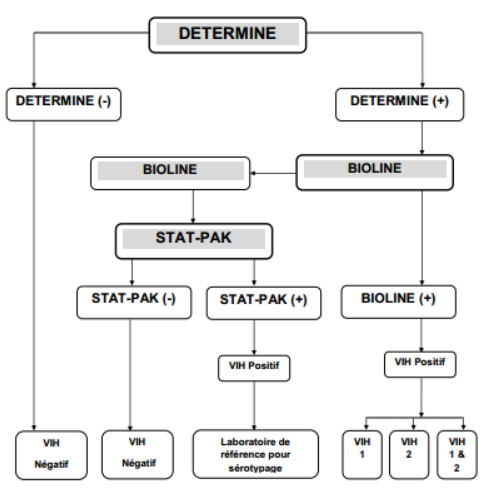 DETERMINE
DETERMINE (-)
DETERMINE (+)
BIOLINE
BIOLINE
STAT-PAK
STAT-PAK (-)
STAT-PAK (+)
BIOLINE (+)
VIH Positif
VIH Positif
VIH
Négatif
VIH
Négatif
Laboratoire de
référence pour
sérotypage
VIH
1
VIH
2
VIH
1 &
2